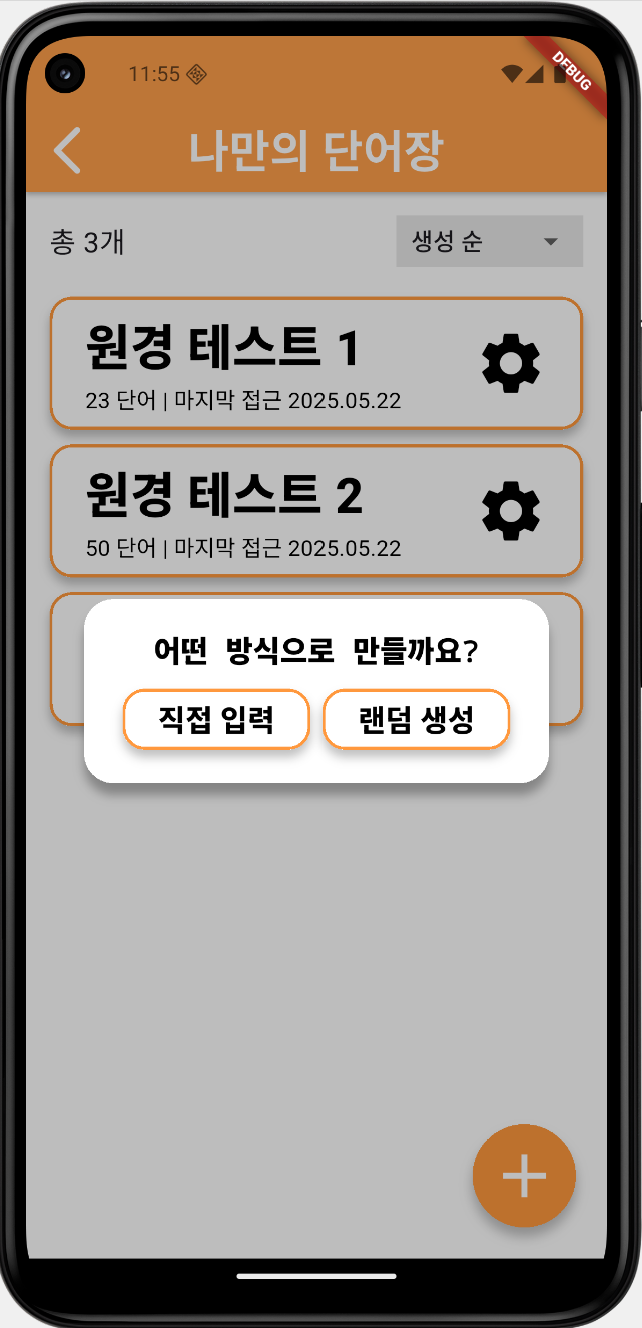 11:55
DEBUG
나만의 단어장
총 3개
생성 순
원경 테스트 1
23 단어 | 마지막 접근 2025.05.22
원경 테스트 2
50 단어 | 마지막 접근 2025.05.22
어떤 방식으로 만들까요?
직접 입력
랜덤 생성